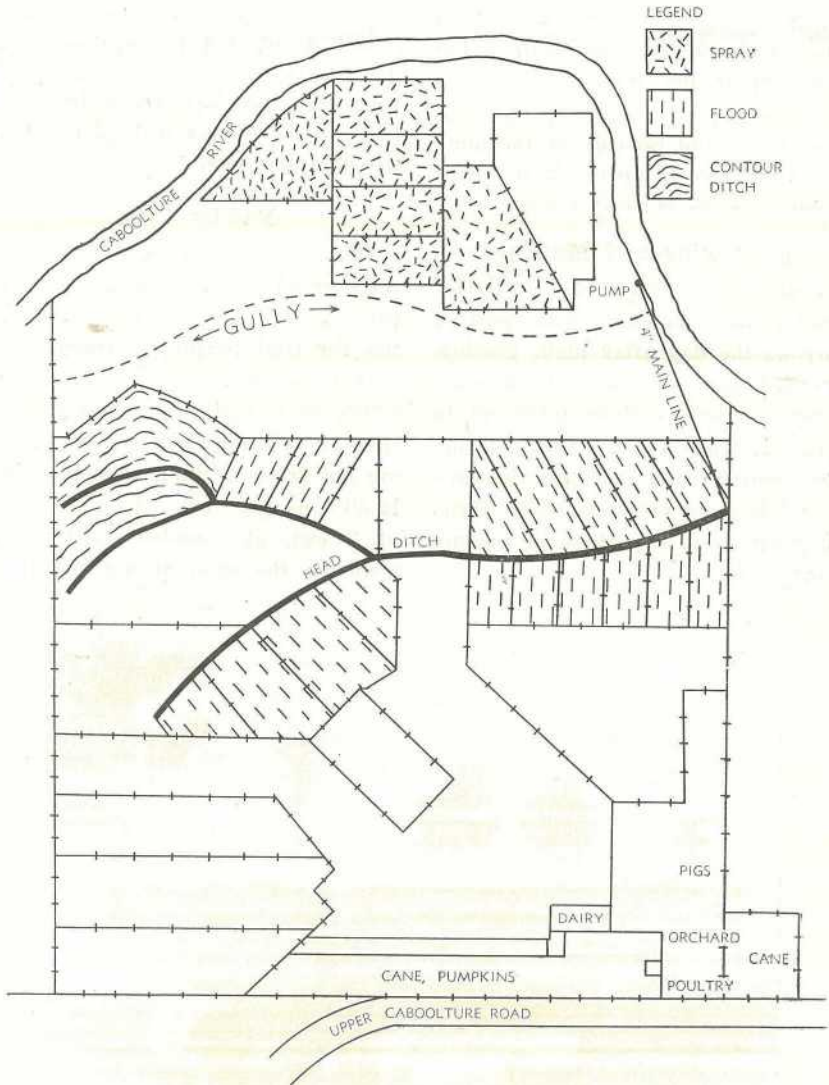 LEGEND
SPRAY
FLOOD
CONTOUR
DITCH
CABOOLTURE RIVER
GULLY
PUMP
4" MAIN LINE
HEAD DITCH
PIGS
DAIRY
ORCHARD
CANE
CANE, PUMPKINS
POULTRY
UPPER CABOOLTURE ROAD